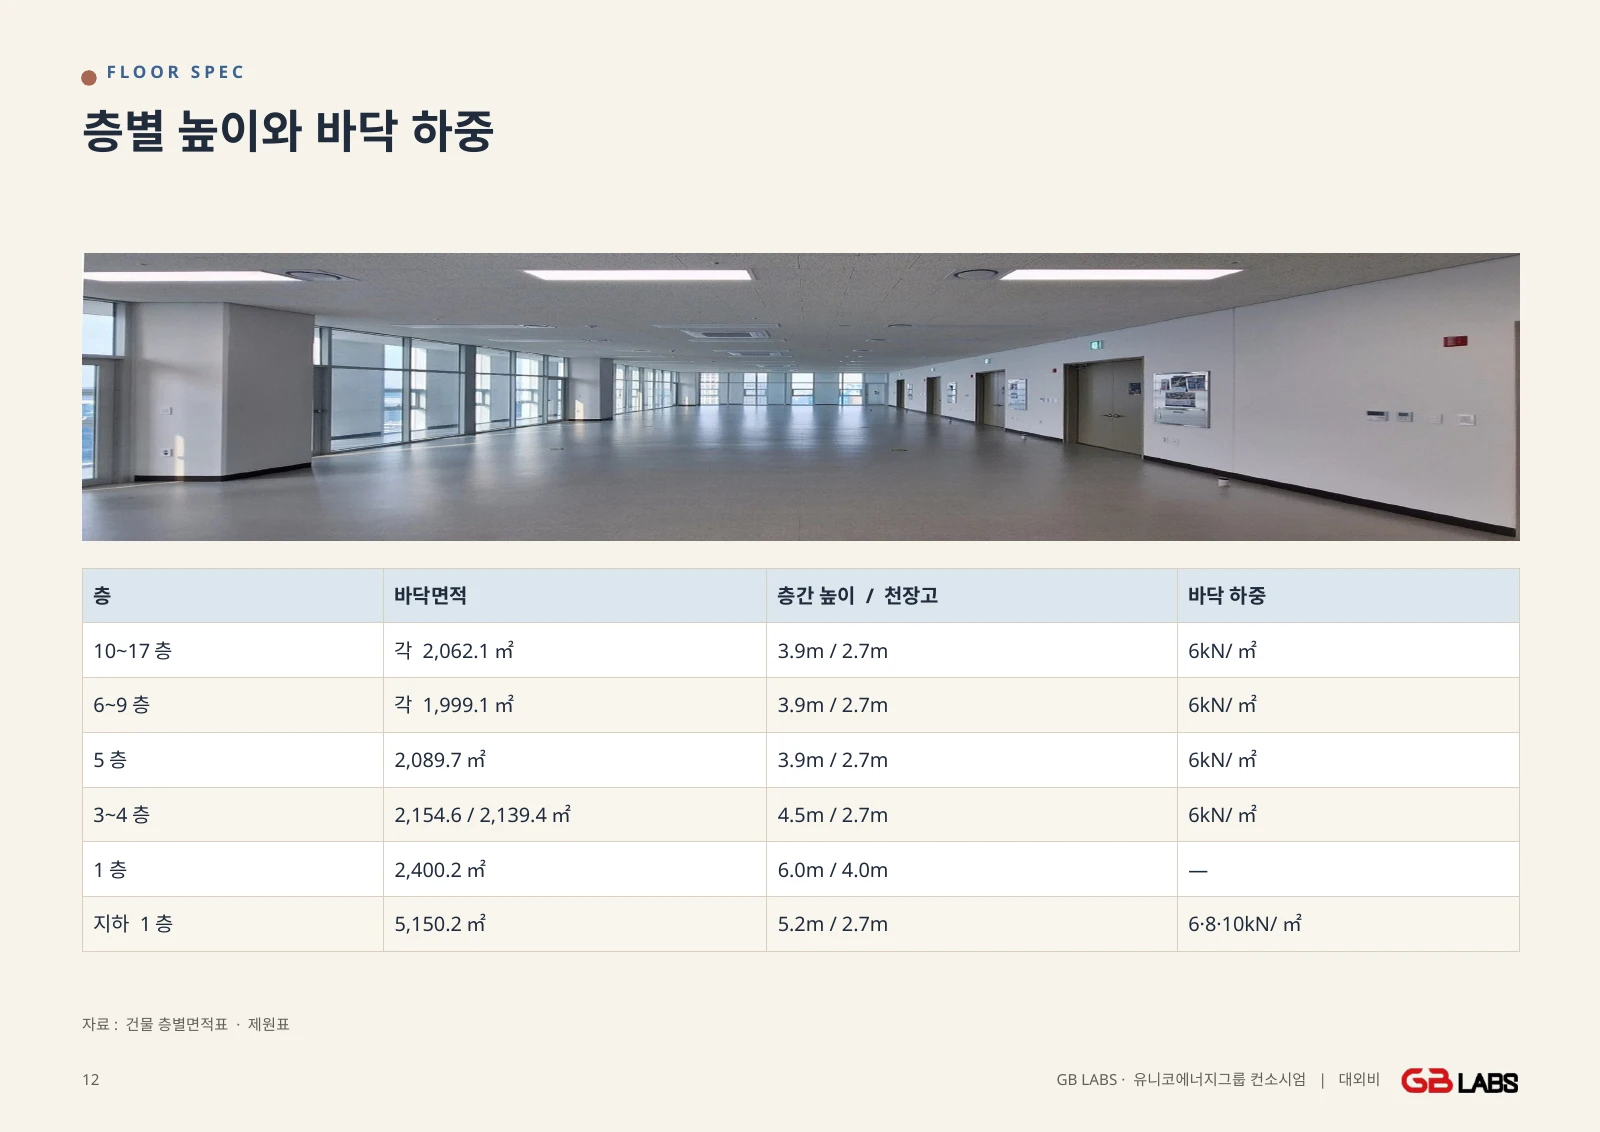 FLOOR SPEC
층별 높이와 바닥 하중
층 바닥면적 층간 높이 / 천장고 바닥 하중
10~17 층 각 2,062.1 ㎡ 3.9m / 2.7m 6kN/ ㎡
6~9 층 각 1,999.1 ㎡ 3.9m / 2.7m 6kN/ ㎡
5 층 2,089.7 ㎡ 3.9m / 2.7m 6kN/ ㎡
3~4 층 2,154.6 / 2,139.4 ㎡ 4.5m / 2.7m 6kN/ ㎡
1 층 2,400.2 ㎡ 6.0m / 4.0m —
지하 1 층 5,150.2 ㎡ 5.2m / 2.7m 6·8·10kN/ ㎡
자료 : 건물 층별면적표 · 제원표
12 GB LABS · 유니코에너지그룹 컨소시엄 | 대외비 GB LABS